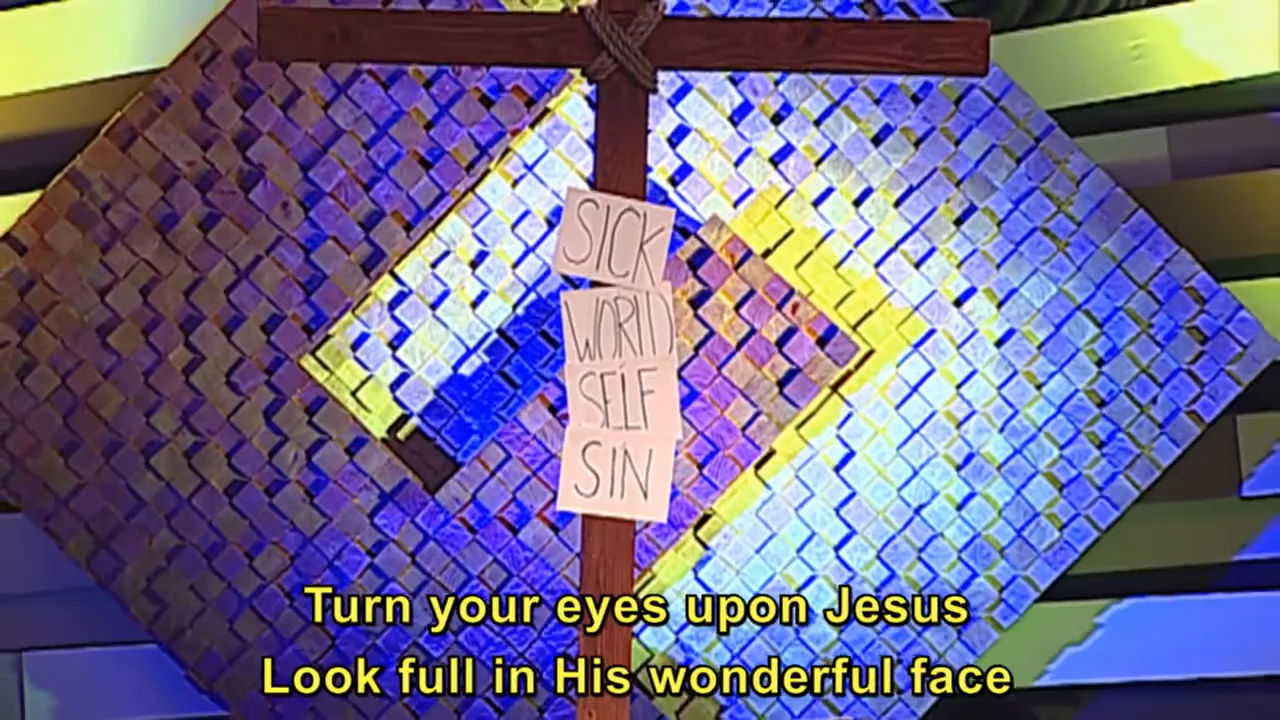 SICK
WORLD
SELF
SIN
Turn your eyes upon Jesus
Look full in His wonderful face